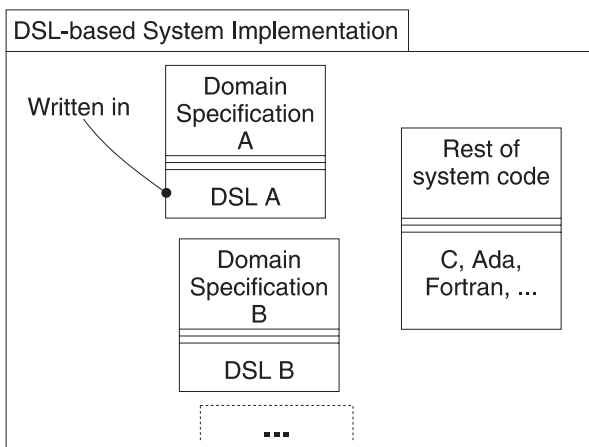 DSL-based System Implementation
Written in
Domain
Specification
A
DSL A
Rest of
system code
C, Ada,
Fortran, ...
Domain
Specification
B
DSL B
...